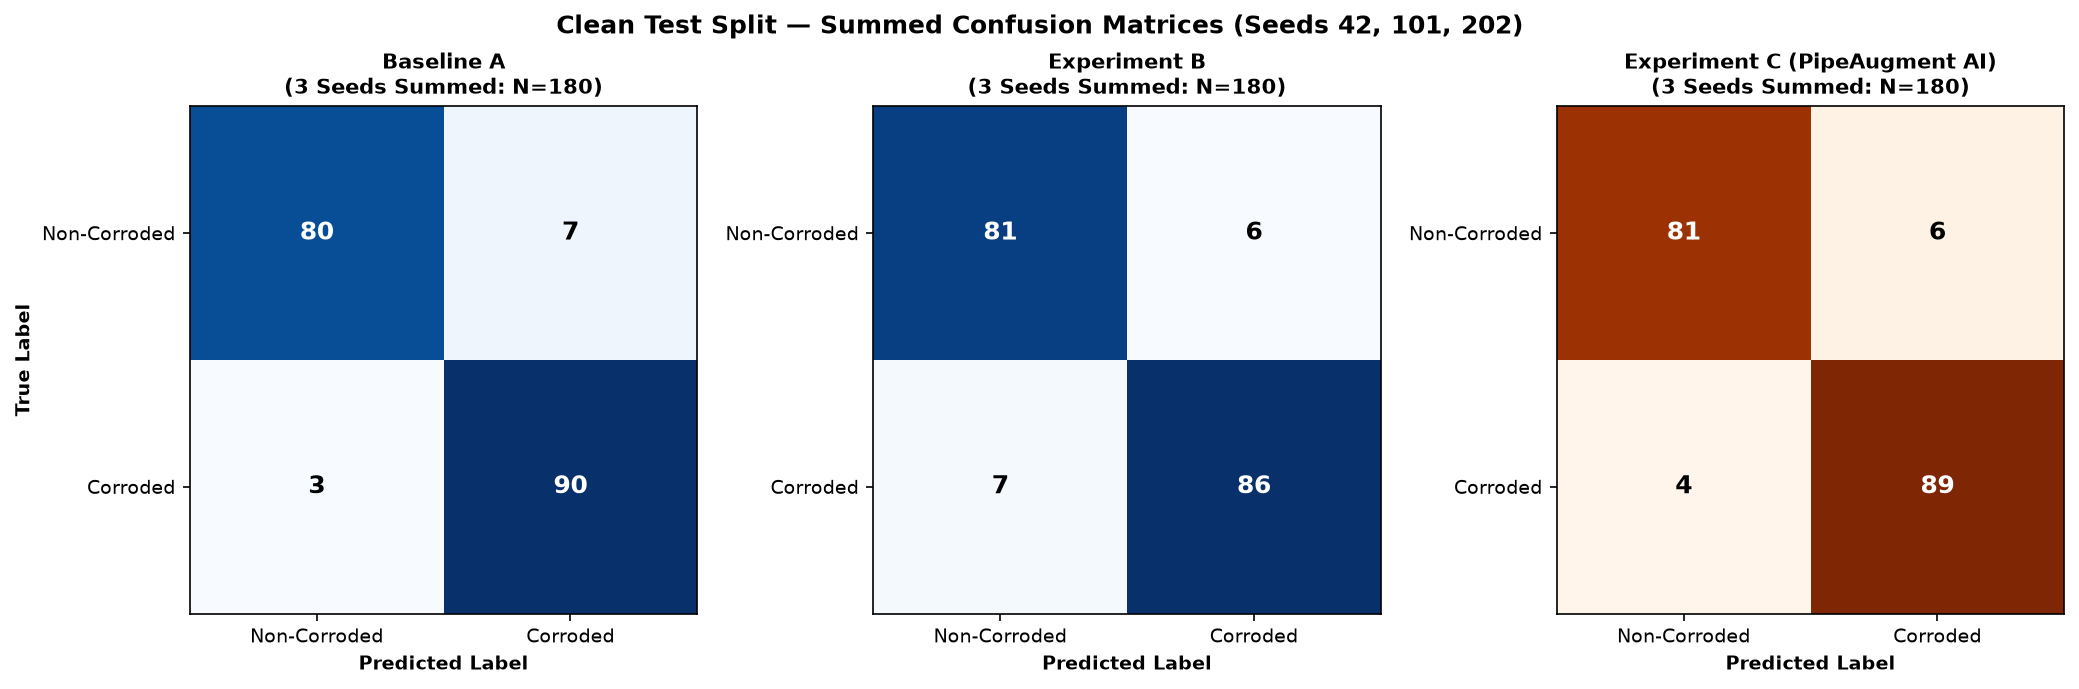 Clean Test Split — Summed Confusion Matrices (Seeds 42, 101, 202)
Baseline A
(3 Seeds Summed: N=180)
True Label
Non-Corroded
80
7
Corroded
3
90
Non-Corroded
Corroded
Predicted Label
Experiment B
(3 Seeds Summed: N=180)
Non-Corroded
81
6
Corroded
7
86
Non-Corroded
Corroded
Predicted Label
Experiment C (PipeAugment AI)
(3 Seeds Summed: N=180)
Non-Corroded
81
6
Corroded
4
89
Non-Corroded
Corroded
Predicted Label